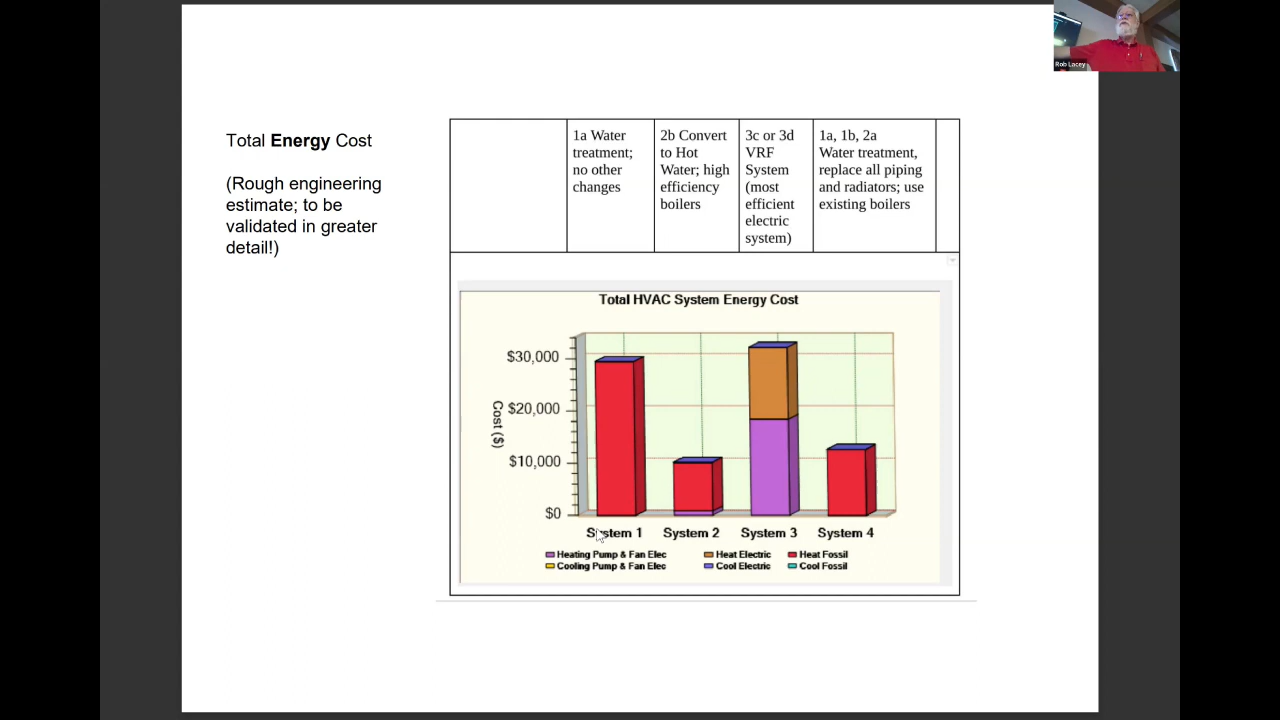 Rob Lacey
Total Energy Cost
(Rough engineering
estimate; to be
validated in greater
detail!)
1a Water
treatment;
no other
changes
2b Convert
to Hot
Water; high
efficiency
boilers
3c or 3d
VRF
System
(most
efficient
electric
system)
1a, 1b, 2a
Water treatment,
replace all piping
and radiators; use
existing boilers
Total HVAC System Energy Cost
$30,000
$20,000
$10,000
$0
Cost ($)
System 1 System 2 System 3 System 4
Heating Pump & Fan Elec Heat Electric Heat Fossil
Cooling Pump & Fan Elec Cool Electric Cool Fossil